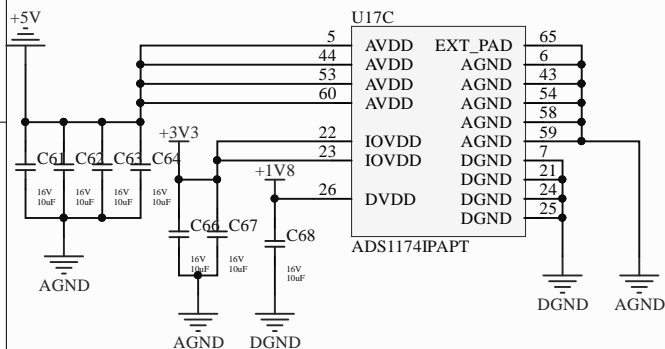 +5V
U17C
5 AVDD EXT_PAD 65
44 AVDD AGND 6
53 AVDD AGND 43
60 AVDD AGND 54
AGND 58
22 IOVDD AGND 59
23 IOVDD DGND 7
DGND 21
26 DVDD DGND 24
DGND 25
ADS1174IPAPT
+3V3
+1V8
C61 C62 C63 C64
16V 16V 16V 16V
10uF 10uF 10uF 10uF
C66 C67 C68
16V 16V 16V
10uF 10uF 10uF
AGND
AGND DGND
DGND AGND